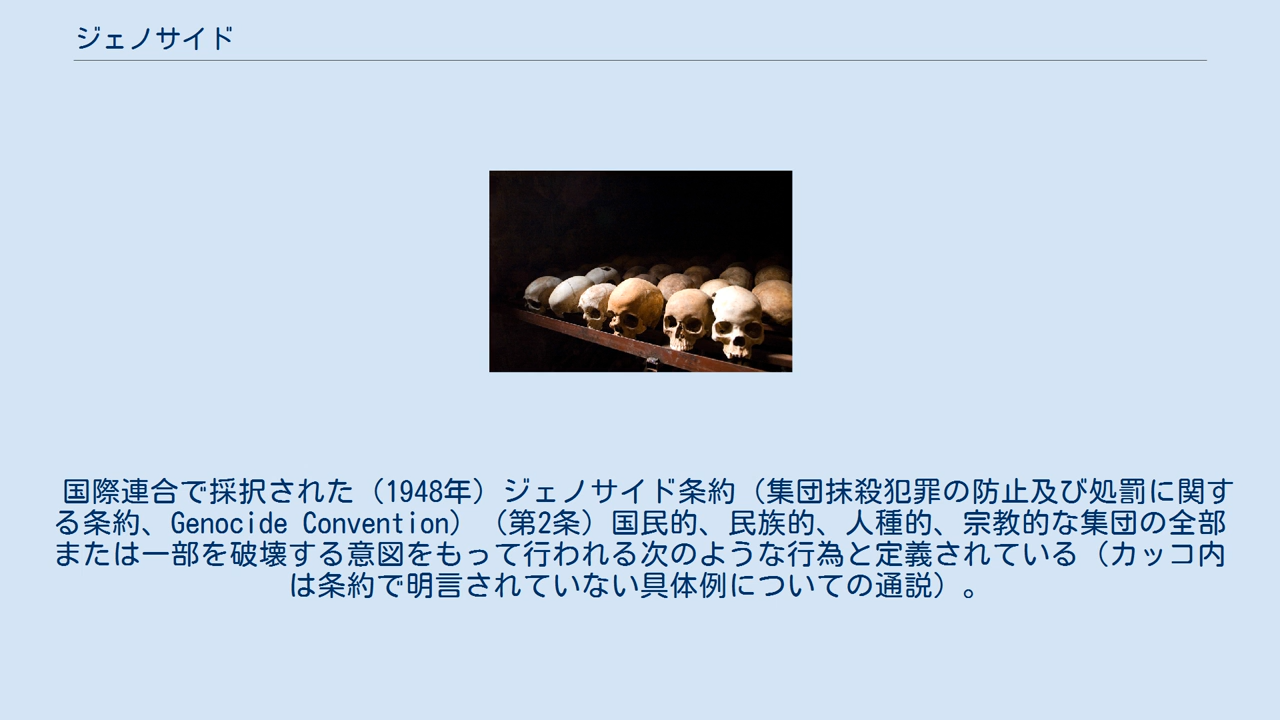 ジェノサイド
国際連合で採択された（1948年）ジェノサイド条約（集団抹殺犯罪の防止及び処罰に関す
る条約、Genocide Convention）（第2条）国民的、民族的、人種的、宗教的な集団の全部
または一部を破壊する意図をもって行われる次のような行為と定義されている（カッコ内
は条約で明言されていない具体例についての通説）。